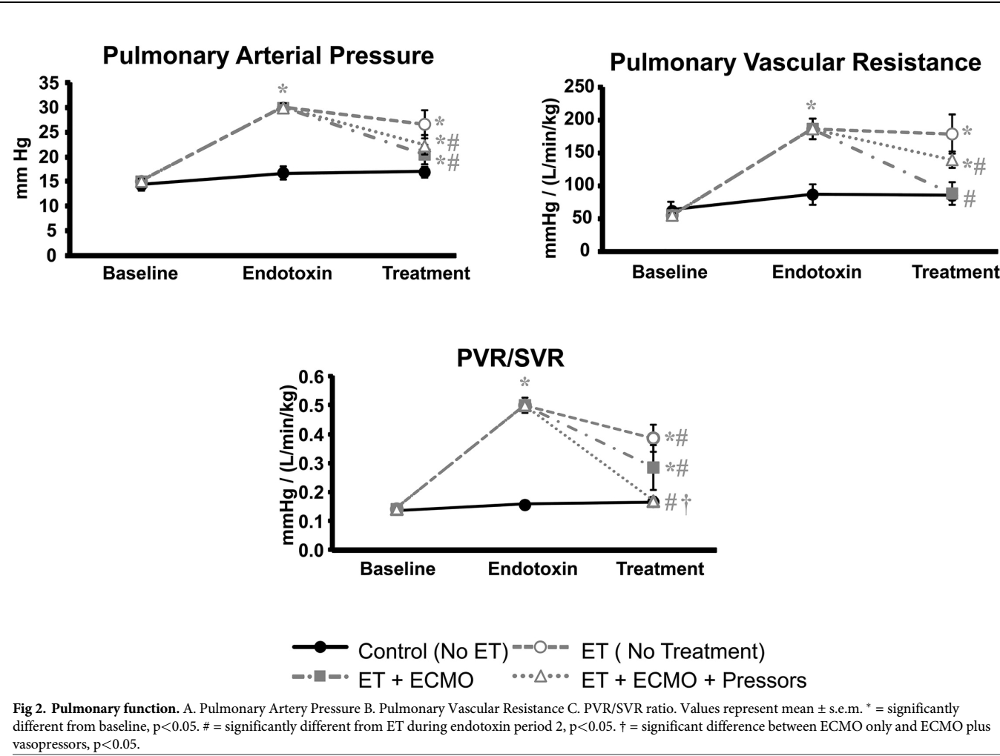 Pulmonary Arterial Pressure
35
30
25
20
15
10
5
0
mm Hg
*
*
*#
*#
Baseline Endotoxin Treatment
Pulmonary Vascular Resistance
250
200
150
100
50
0
mmHg / (L/min/kg)
*
*
*#
#
Baseline Endotoxin Treatment
PVR/SVR
0.6
0.5
0.4
0.3
0.2
0.1
0.0
mmHg / (L/min/kg)
*
*#
*#
# †
Baseline Endotoxin Treatment
Control (No ET) ET ( No Treatment)
ET + ECMO ET + ECMO + Pressors
Fig 2. Pulmonary function. A. Pulmonary Artery Pressure B. Pulmonary Vascular Resistance C. PVR/SVR ratio. Values represent mean ± s.e.m. * = significantly
different from baseline, p<0.05. # = significantly different from ET during endotoxin period 2, p<0.05. † = significant difference between ECMO only and ECMO plus
vasopressors, p<0.05.